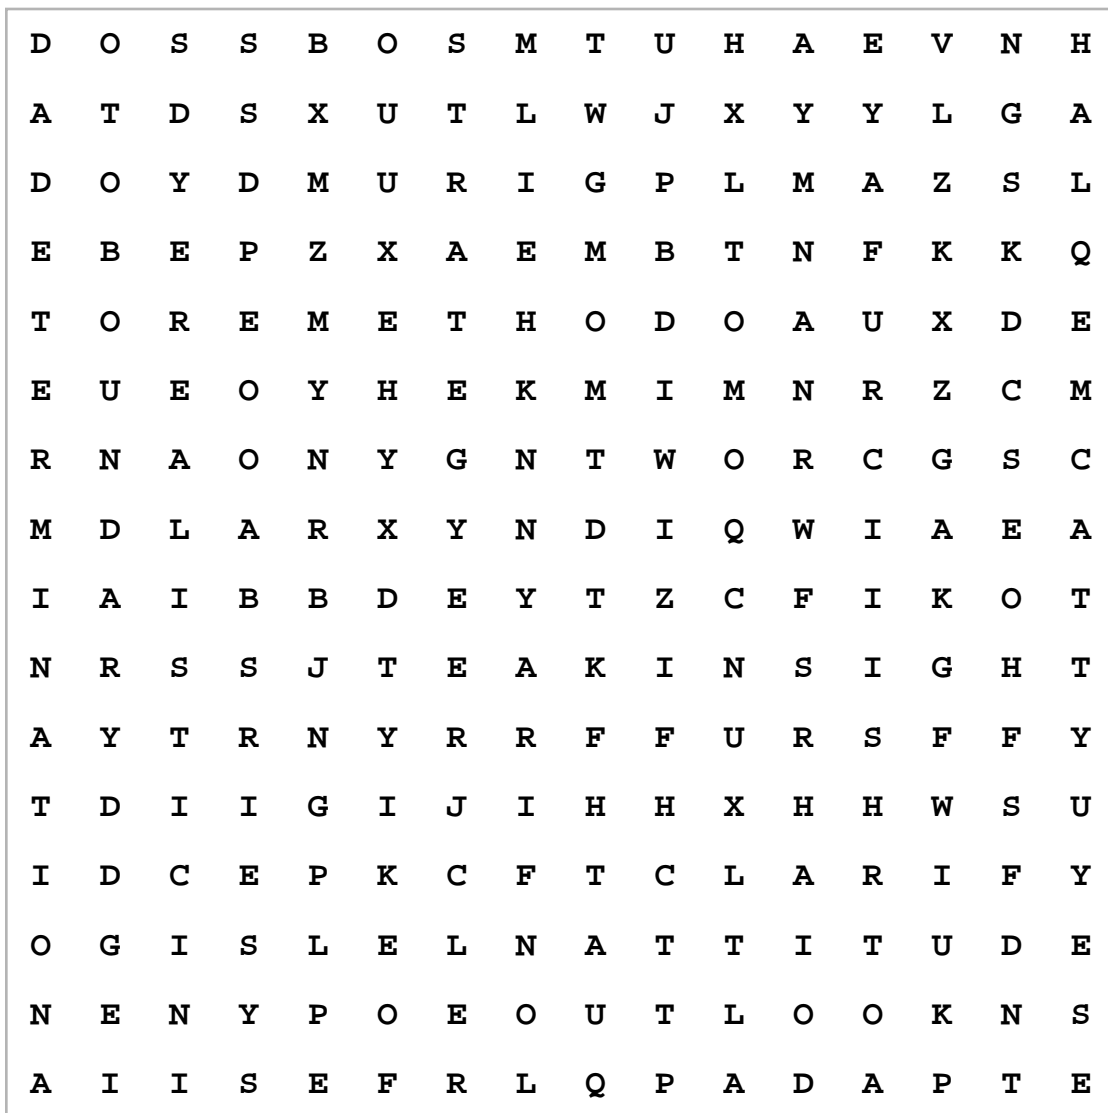 D O S S B O S M T U H A E V N H
A T D S X U T L W J X Y Y L G A
D O Y D M U R I G P L M A Z S L
E B E P Z X A E M B T N F K K Q
T O R E M E T H O D O A U X D E
E U E O Y H E K M I M N R Z C M
R N A O N Y G N T W O R C G S C
M D L A R X Y N D I Q W I A E A
I A I B B D E Y T Z C F I K O T
N R S S J T E A K I N S I G H T
A Y T R N Y R R F F U R S F F Y
T D I I G I J I H H X H H W S U
I D C E P K C F T C L A R I F Y
O G I S L E L N A T T I T U D E
N E N Y P O E O U T L O O K N S
A I I S E F R L Q P A D A P T E